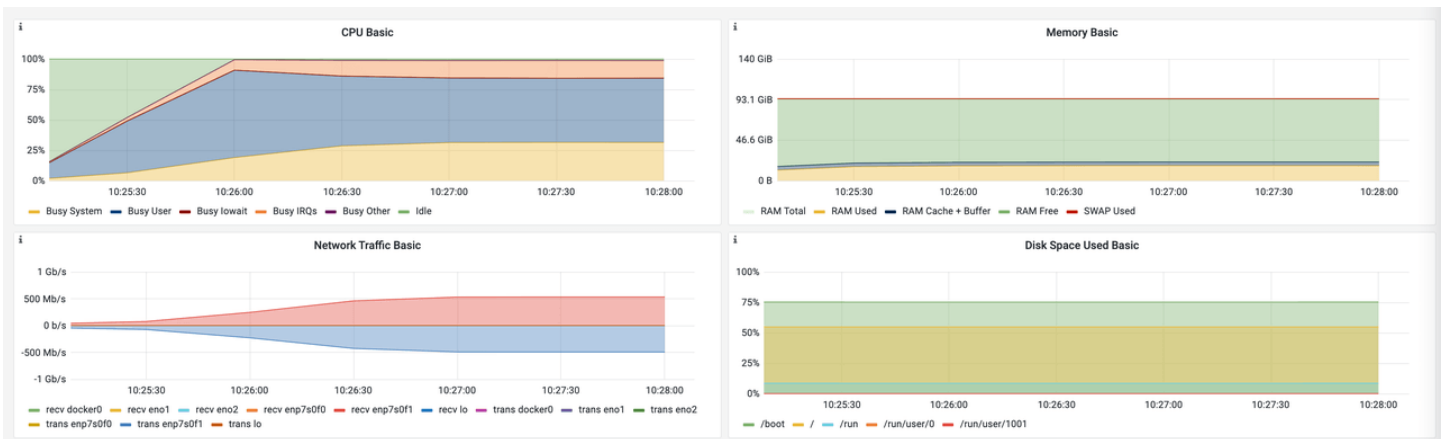 i
CPU Basic
100%
75%
50%
25%
0%
10:25:30 10:26:00 10:26:30 10:27:00 10:27:30 10:28:00
Busy System Busy User Busy Iowait Busy IRQs Busy Other Idle
i
Memory Basic
140 GiB
93.1 GiB
46.6 GiB
0 B
10:25:30 10:26:00 10:26:30 10:27:00 10:27:30 10:28:00
RAM Total RAM Used RAM Cache + Buffer RAM Free SWAP Used
i
Network Traffic Basic
1 Gb/s
500 Mb/s
0 b/s
-500 Mb/s
-1 Gb/s
10:25:30 10:26:00 10:26:30 10:27:00 10:27:30 10:28:00
recv docker0 recv eno1 recv eno2 recv enp7s0f0 recv enp7s0f1 recv lo trans docker0 trans eno1 trans eno2
trans enp7s0f0 trans enp7s0f1 trans lo
i
Disk Space Used Basic
100%
75%
50%
25%
0%
10:25:30 10:26:00 10:26:30 10:27:00 10:27:30 10:28:00
/boot / /run /run/user/0 /run/user/1001